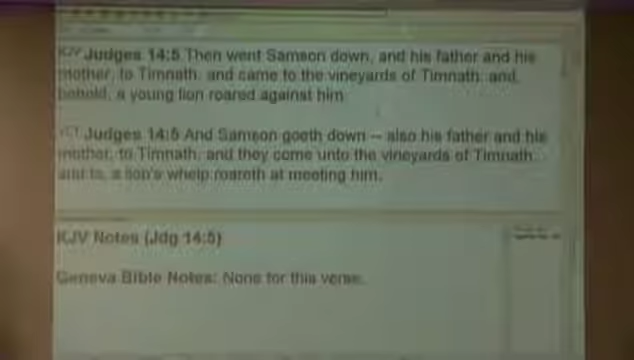 KJV Judges 14:5 Then went Samson down, and his father and his
mother, to Timnath, and came to the vineyards of Timnath: and,
behold, a young lion roared against him.
YLT Judges 14:5 And Samson goeth down -- also his father and his
mother, to Timnath, and they come unto the vineyards of Timnath,
and lo, a lion's whelp roareth at meeting him.
KJV Notes (Jdg 14:5)
Geneva Bible Notes: None for this verse.